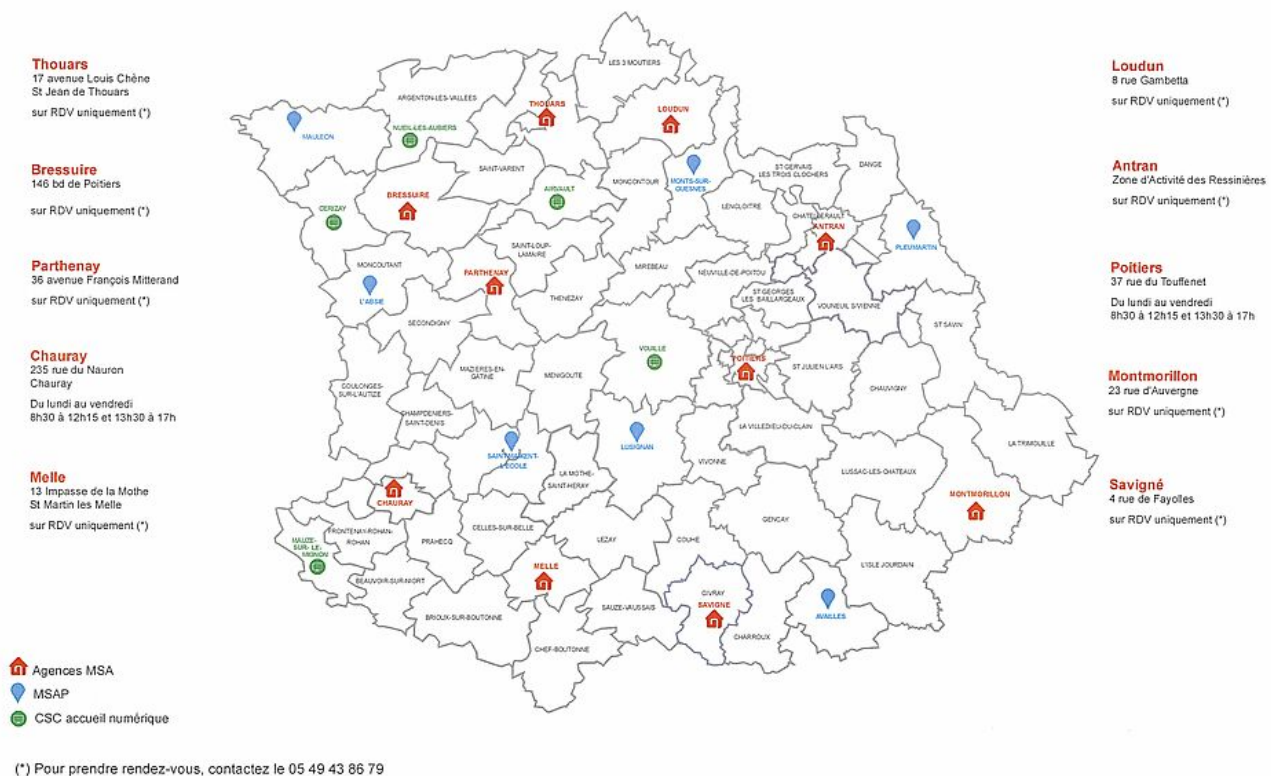 Thouars
17 avenue Louis Chêne
St Jean de Thouars
sur RDV uniquement (*)
Bressuire
146 bd de Poitiers
sur RDV uniquement (*)
Parthenay
36 avenue François Mitterand
sur RDV uniquement (*)
Chauray
235 rue du Nauron
Chauray
Du lundi au vendredi
8h30 à 12h15 et 13h30 à 17h
Melle
13 Impasse de la Mothe
St Martin les Melle
sur RDV uniquement (*)
LES 3 MOUTIERS
ARGENTON-LES-VALLEES
THOUARS
LOUDUN
MAULEON
NUEIL-LES-AUBIERS
SAINT-VARENT
MONCONTOUR
MONTS-SUR-
GUESNES
ST GERVAIS
LES TROIS CLOCHERS
DANGE
BRESSUIRE
AIRVAULT
CERIZAY
LENCLOITRE
CHATELLERAULT
ANTRAN
PLEUMARTIN
SAINT-LOUP-
LAMAIRE
MONCOUTANT
PARTHENAY
MIREBEAU
NEUVILLE-DE-POITOU
L'ABSIE
THENEZAY
ST GEORGES
LES BAILLARGEAUX
VOUNEUIL S/VIENNE
SECONDIGNY
ST SAVIN
VOUILLE
POITIERS
ST JULIEN L'ARS
MAZIERES-EN-
GATINE
MENIGOUTE
COULONGES-
SUR-L'AUTIZE
CHAUVIGNY
CHAMPDENIERS-
SAINT-DENIS
LA VILLEDIEU-DU-CLAIN
LA TRIMOUILLE
SAINT-MAIXENT-
L'ECOLE
LUSIGNAN
VIVONNE
LA MOTHE-
SAINT-HERAY
LUSSAC-LES-CHATEAUX
CHAURAY
MONTMORILLON
GENCAY
FRONTENAY-ROHAN-
ROHAN
MAUZE-
SUR-LE-
MIGNON
PRAHECQ
CELLES-SUR-BELLE
LEZAY
COUHE
L'ISLE JOURDAIN
MELLE
BEAUVOIR-SUR-NIORT
CIVRAY
SAVIGNE
BRIOUX-SUR-BOUTONNE
SAUZE-VAUSSAIS
AVAILLES
CHARROUX
CHEF-BOUTONNE
Loudun
8 rue Gambetta
sur RDV uniquement (*)
Antran
Zone d'Activité des Ressinières
sur RDV uniquement (*)
Poitiers
37 rue du Touffenet
Du lundi au vendredi
8h30 à 12h15 et 13h30 à 17h
Montmorillon
23 rue d'Auvergne
sur RDV uniquement (*)
Savigné
4 rue de Fayolles
sur RDV uniquement (*)
Agences MSA
MSAP
CSC accueil numérique
(*) Pour prendre rendez-vous, contactez le 05 49 43 86 79